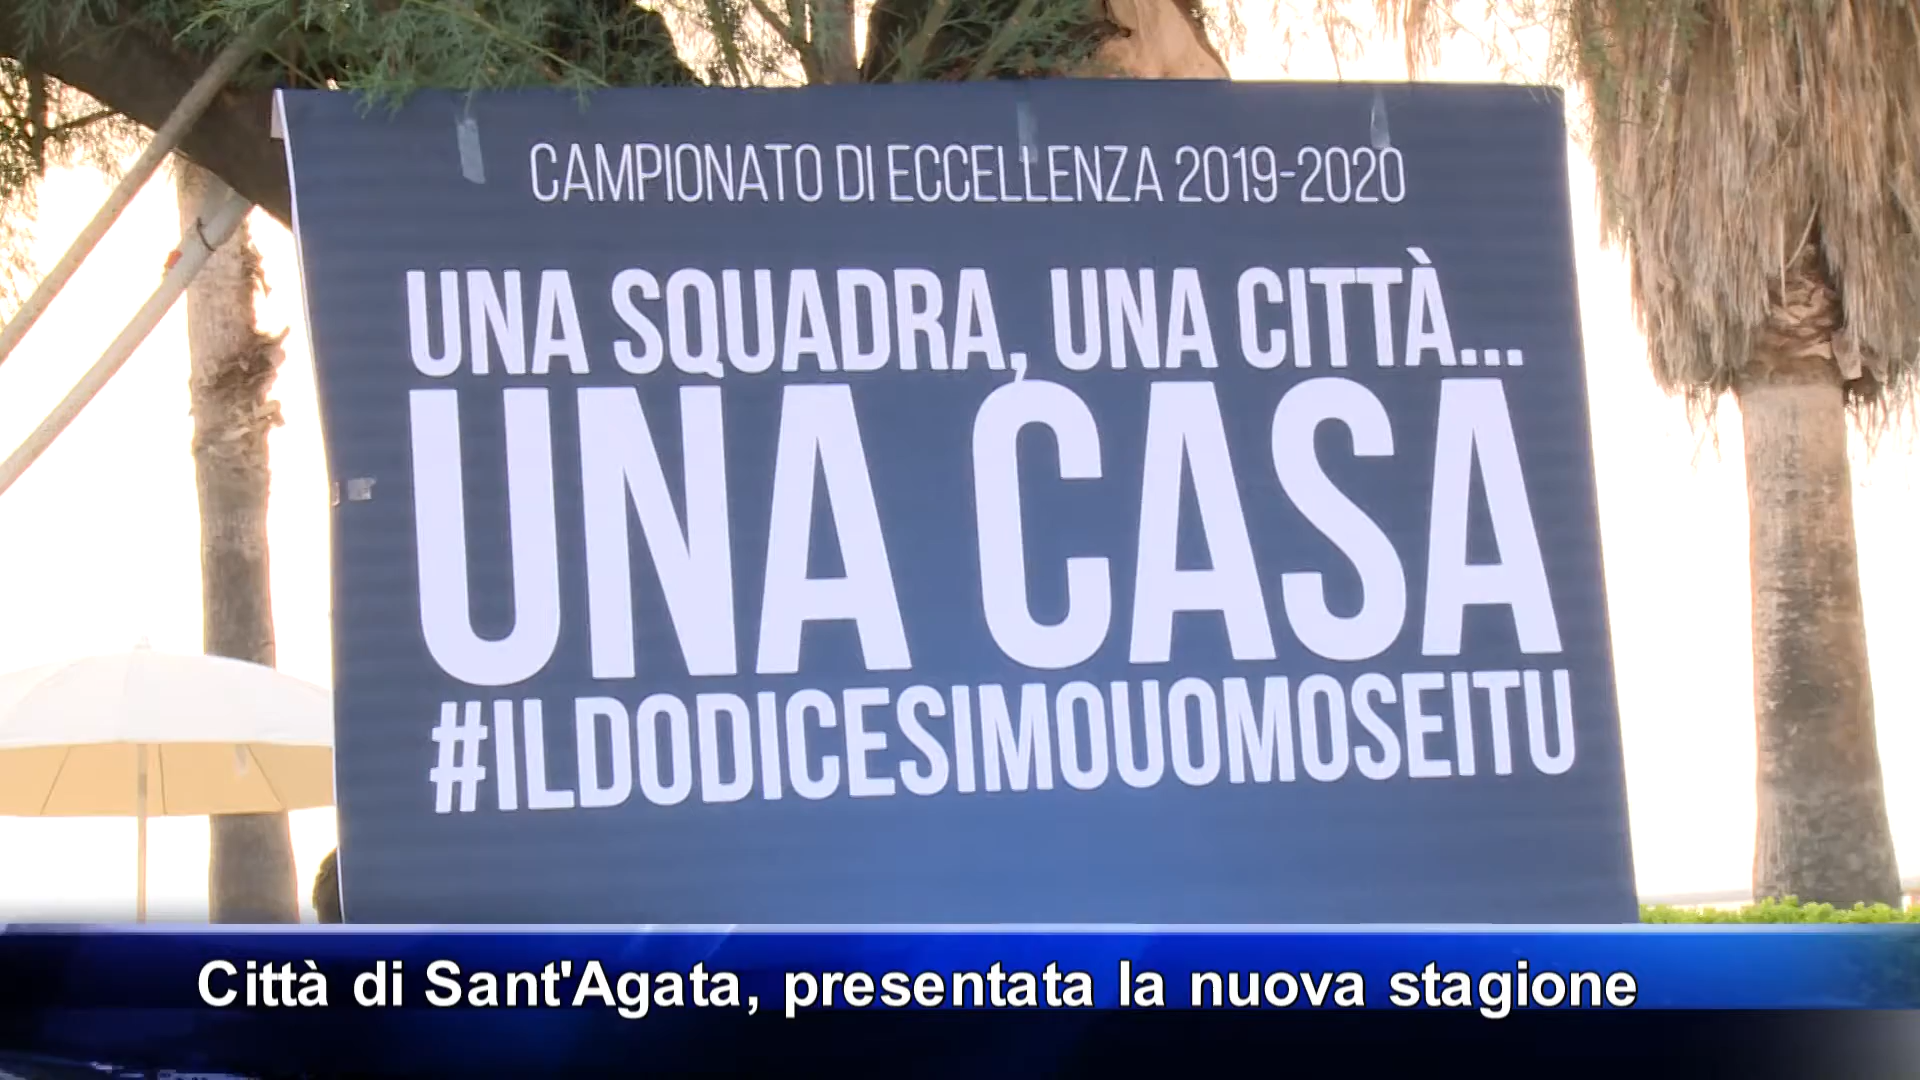 CAMPIONATO DI ECCELLENZA 2019-2020
UNA SQUADRA, UNA CITTÀ...
UNA CASA
#ILDODICESIMOUOMOSEITU
Città di Sant'Agata, presentata la nuova stagione